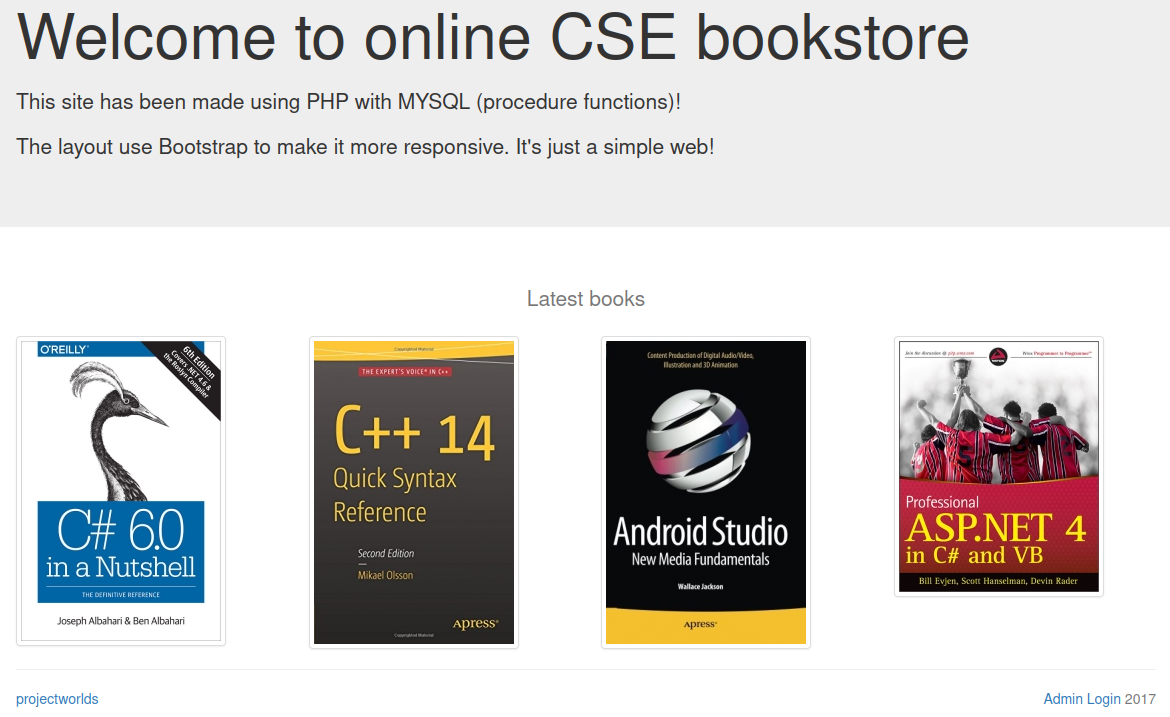 Welcome to online CSE bookstore
This site has been made using PHP with MYSQL (procedure functions)!
The layout use Bootstrap to make it more responsive. It's just a simple web!
Latest books
O'REILLY®
6th Edition
Covers .NET 4.6 &
the Roslyn Compiler
C# 6.0
in a Nutshell
THE DEFINITIVE REFERENCE
Joseph Albahari & Ben Albahari
Copyrighted Material
THE EXPERT'S VOICE® IN C++
C++ 14
Quick Syntax
Reference
Second Edition
Mikael Olsson
Apress®
Copyrighted Material
Content Production of Digital Audio/Video,
Illustration and 3D Animation
Android Studio
New Media Fundamentals
Wallace Jackson
Apress®
Join the discussion @ p2p.wrox.com
Wrox Programmer to Programmer™
Professional
ASP.NET 4
in C# and VB
Bill Evjen, Scott Hanselman, Devin Rader
projectworlds
Admin Login 2017